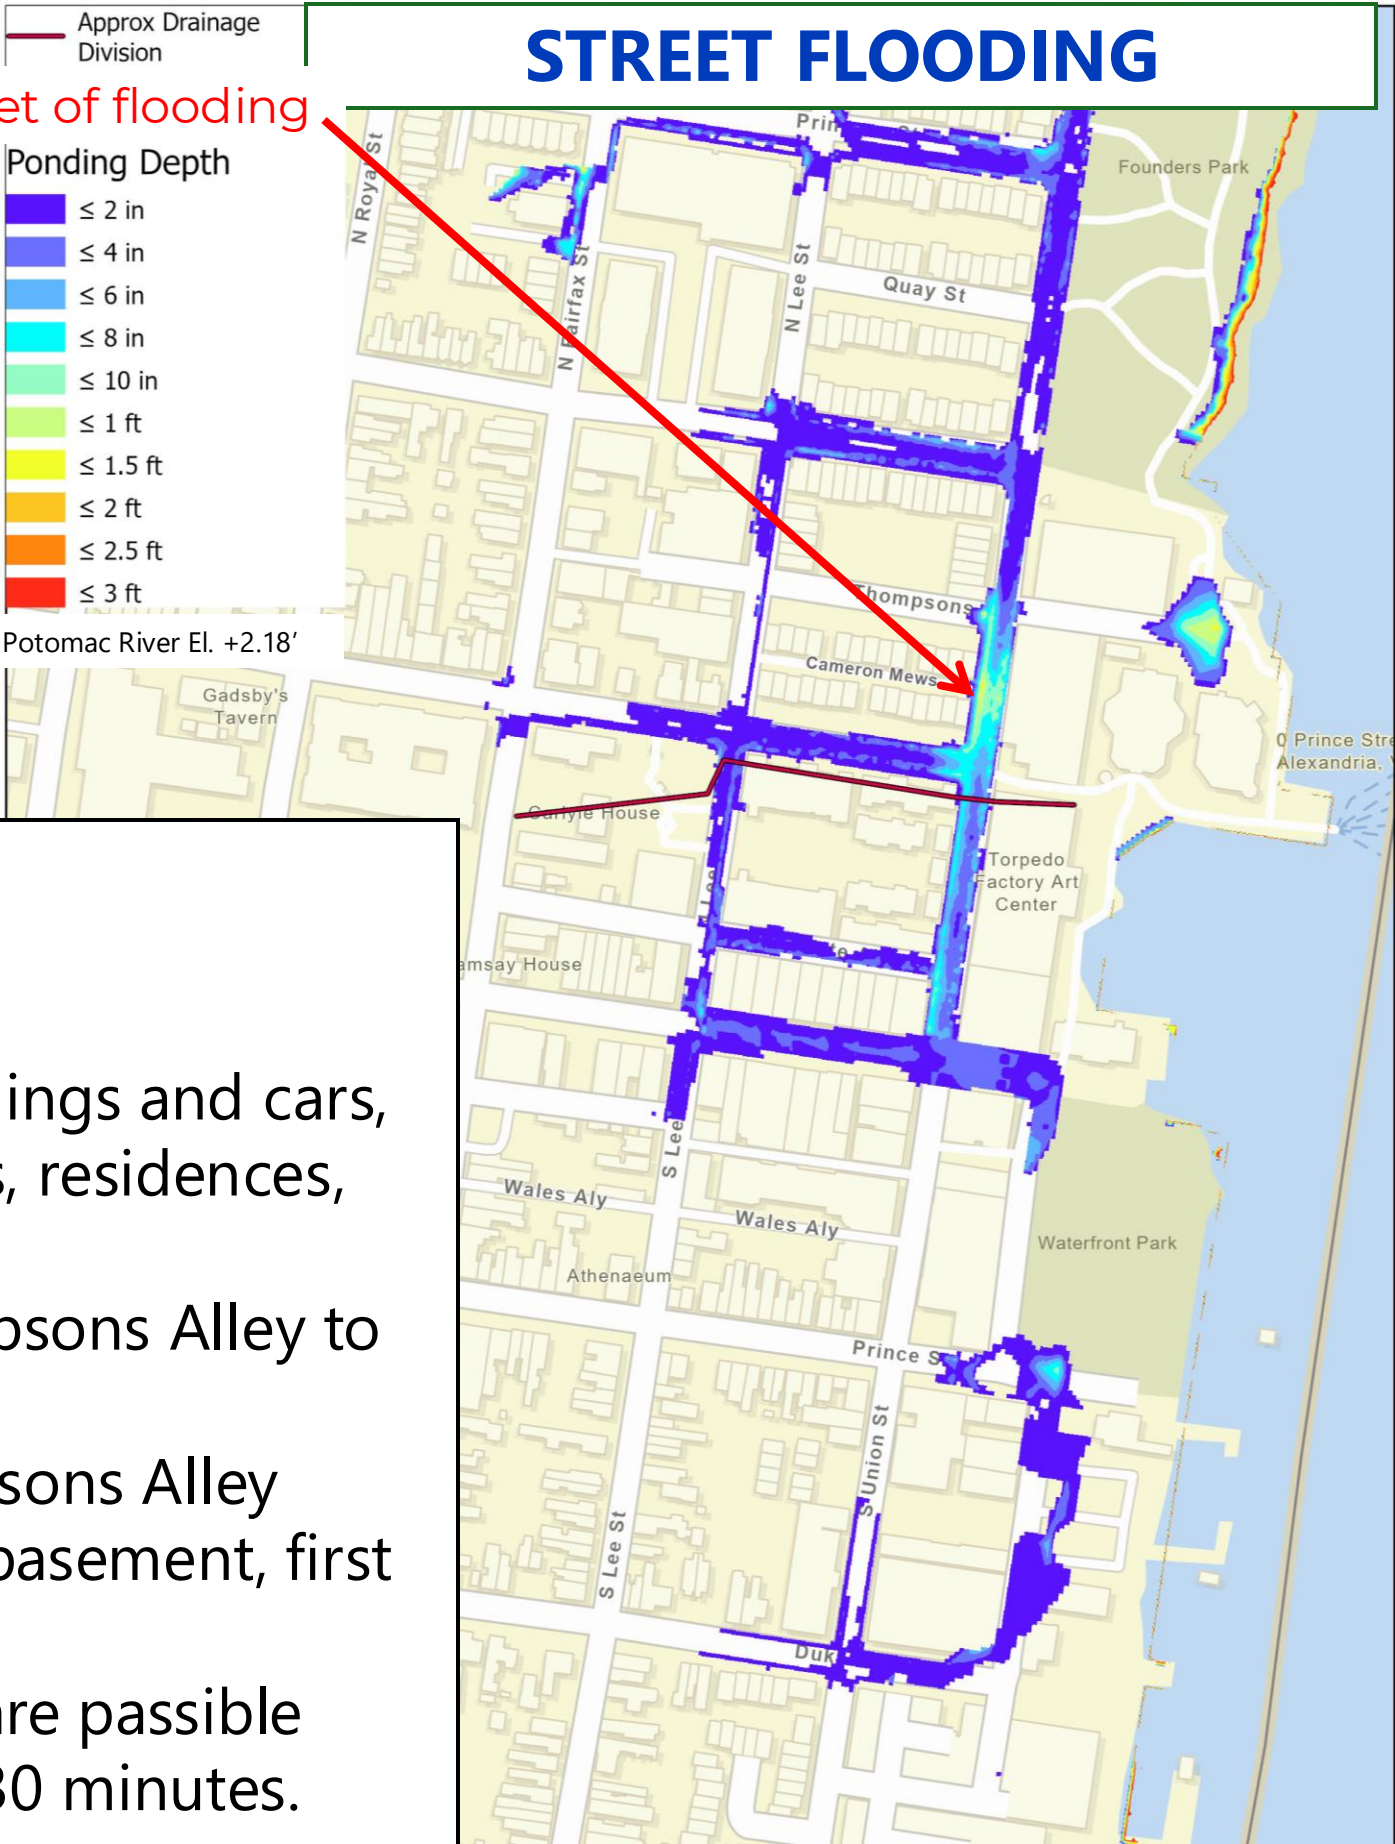 Approx Drainage
Division
STREET FLOODING
et of flooding
Ponding Depth
≤ 2 in
≤ 4 in
≤ 6 in
≤ 8 in
≤ 10 in
≤ 1 ft
≤ 1.5 ft
≤ 2 ft
≤ 2.5 ft
≤ 3 ft
Potomac River El. +2.18’
N Royal St
N Fairfax St
N Lee St
Prin
Quay St
Founders Park
Thompsons
Cameron Mews
Gadsby's
Tavern
0 Prince Stre
Alexandria, V
Carlyle House
Torpedo
Factory Art
Center
N Lee
te
amsay House
S Lee
Wales Aly
Wales Aly
Athenaeum
Waterfront Park
Prince S
S Union St
S Lee St
Duk
ings and cars,
s, residences,
psons Alley to
sons Alley
basement, first
are passible
30 minutes.